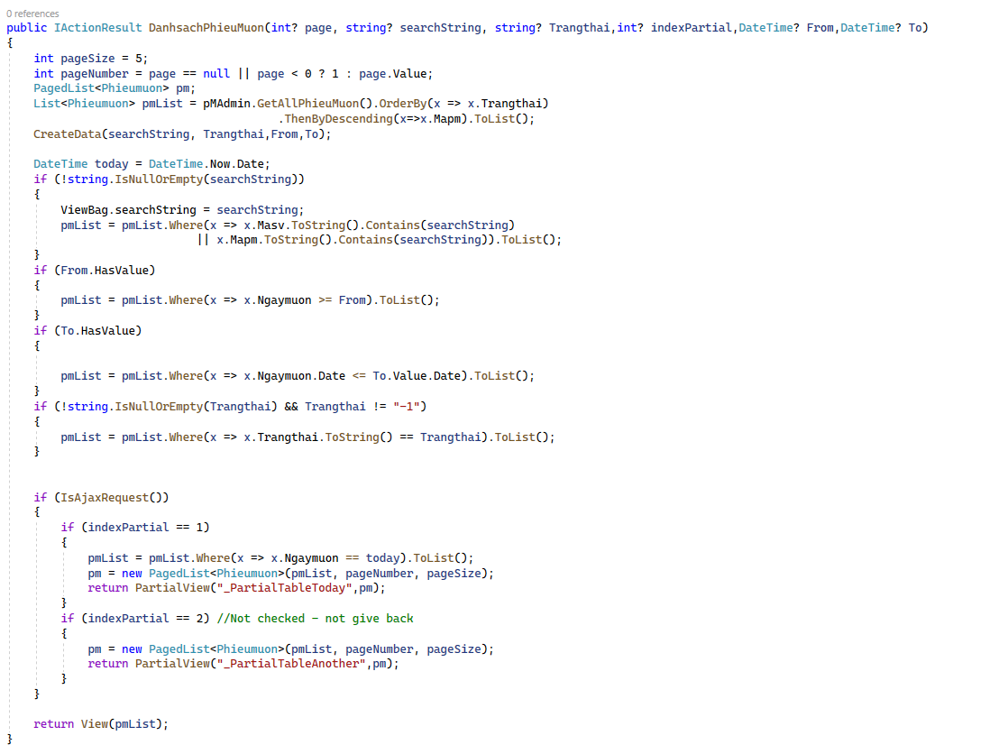 0 references
public IActionResult DanhsachPhieuMuon(int? page, string? searchString, string? Trangthai,int? indexPartial,DateTime? From,DateTime? To)
{
    int pageSize = 5;
    int pageNumber = page == null || page < 0 ? 1 : page.Value;
    PagedList<Phieumuon> pm;
    List<Phieumuon> pmList = pMAdmin.GetAllPhieuMuon().OrderBy(x => x.Trangthai)
                                        .ThenByDescending(x=>x.Mapm).ToList();
    CreateData(searchString, Trangthai,From,To);
    DateTime today = DateTime.Now.Date;
    if (!string.IsNullOrEmpty(searchString))
    {
        ViewBag.searchString = searchString;
        pmList = pmList.Where(x => x.Masv.ToString().Contains(searchString)
                            || x.Mapm.ToString().Contains(searchString)).ToList();
    }
    if (From.HasValue)
    {
        pmList = pmList.Where(x => x.Ngaymuon >= From).ToList();
    }
    if (To.HasValue)
    {
        pmList = pmList.Where(x => x.Ngaymuon.Date <= To.Value.Date).ToList();
    }
    if (!string.IsNullOrEmpty(Trangthai) && Trangthai != "-1")
    {
        pmList = pmList.Where(x => x.Trangthai.ToString() == Trangthai).ToList();
    }
    if (IsAjaxRequest())
    {
        if (indexPartial == 1)
        {
            pmList = pmList.Where(x => x.Ngaymuon == today).ToList();
            pm = new PagedList<Phieumuon>(pmList, pageNumber, pageSize);
            return PartialView("_PartialTableToday",pm);
        }
        if (indexPartial == 2) //Not checked - not give back
        {
            pm = new PagedList<Phieumuon>(pmList, pageNumber, pageSize);
            return PartialView("_PartialTableAnother",pm);
        }
    }
    return View(pmList);
}